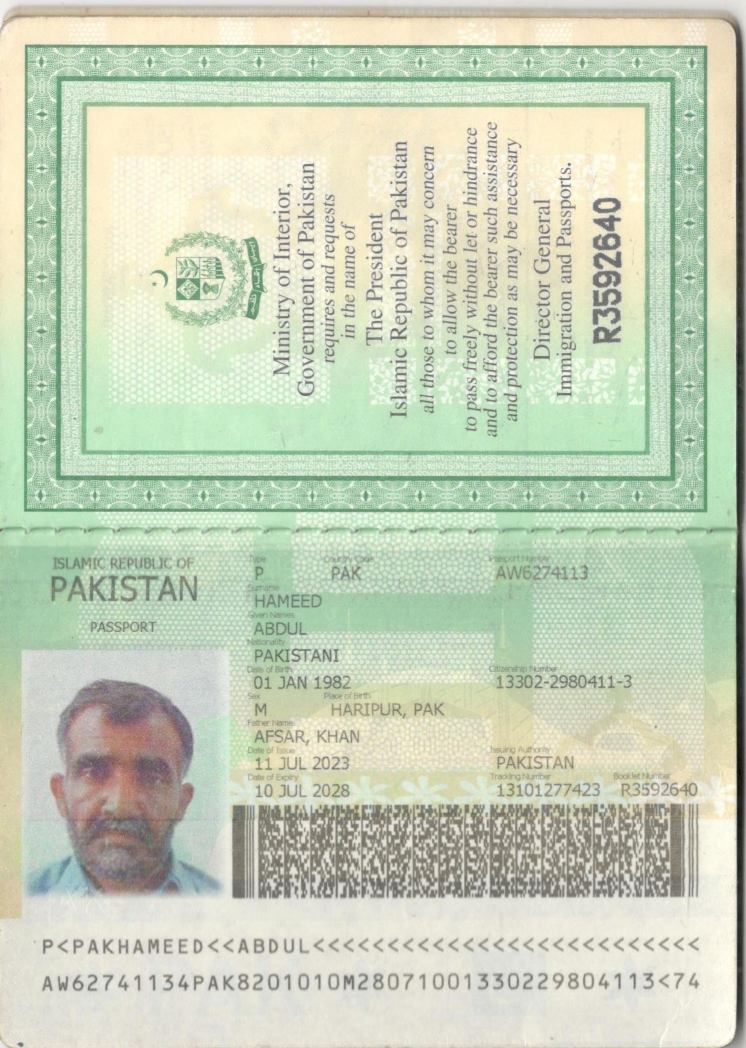 Ministry of Interior,
Government of Pakistan
requires and requests
in the name of
The President
Islamic Republic of Pakistan
all those to whom it may concern
to allow the bearer
to pass freely without let or hindrance
and to afford the bearer such assistance
and protection as may be necessary
Director General
Immigration and Passports.
R3592640
ISLAMIC REPUBLIC OF
PAKISTAN
PASSPORT
Type Country Code Passport Number
P PAK AW6274113
Surname
HAMEED
Given Names
ABDUL
Nationality
PAKISTANI
Date of Birth Citizenship Number
01 JAN 1982 13302-2980411-3
Sex Place of Birth
M HARIPUR, PAK
Father Name
AFSAR, KHAN
Date of Issue Issuing Authority
11 JUL 2023 PAKISTAN
Date of Expiry Tracking Number Booklet Number
10 JUL 2028 13101277423 R3592640
P<PAKHAMEED<<ABDUL<<<<<<<<<<<<<<<<<<<<<<<<<<
AW62741134PAK8201010M28071001330229804113<74